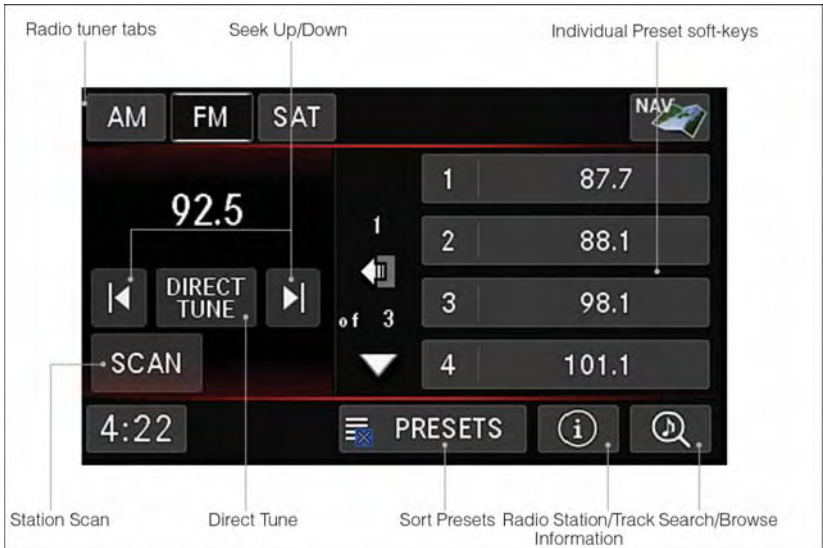 Radio tuner tabs Seek Up/Down Individual Preset soft-keys
AM FM SAT NAV
1 87.7
92.5
1
2 88.1
DIRECT
TUNE
3 98.1
of 3
SCAN
4 101.1
4:22 PRESETS i
Station Scan Direct Tune Sort Presets Radio Station/Track Search/Browse
Information